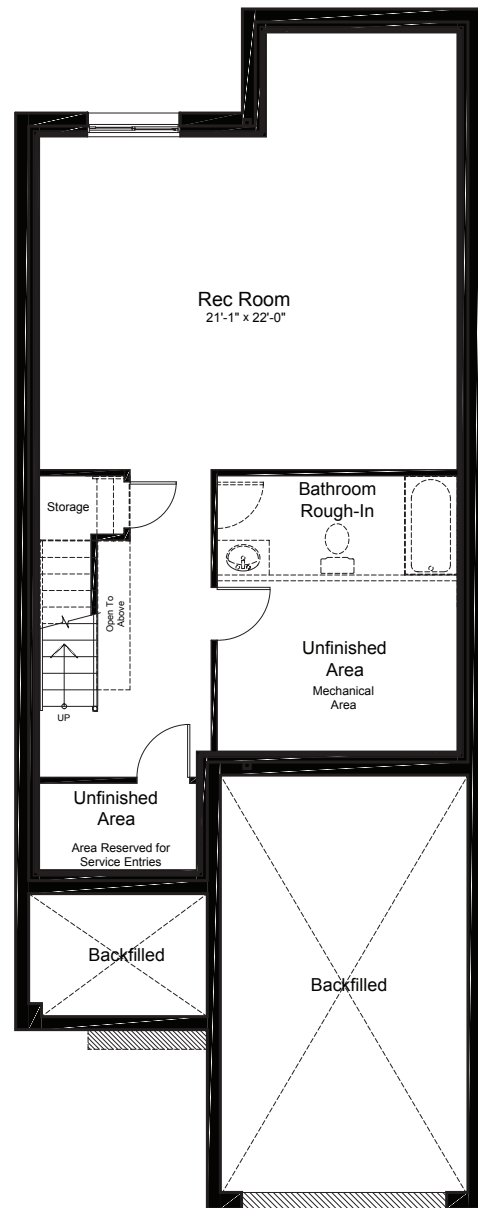 Rec Room
21'-1" x 22'-0"
Storage
Bathroom
Rough-In
Open To
Above
UP
Unfinished
Area
Mechanical
Area
Unfinished
Area
Area Reserved for
Service Entries
Backfilled
Backfilled